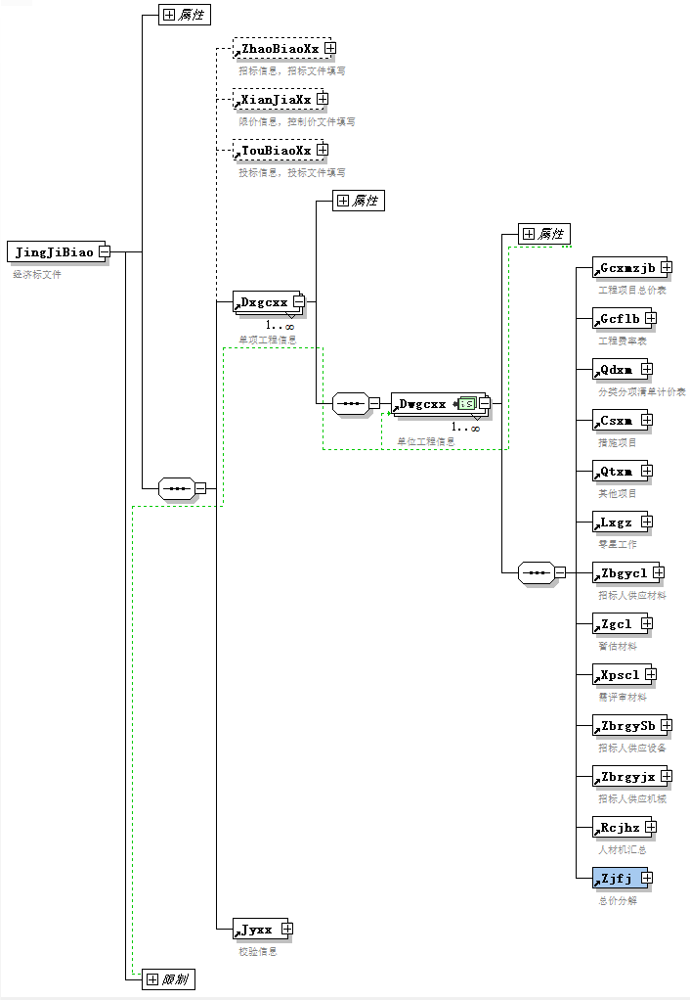 属性
ZhaoBiaoXx
招标信息，招标文件填写
XianJiaXx
限价信息，控制价文件填写
TouBiaoXx
投标信息，投标文件填写
属性
属性
JingJiBiao
经济标文件
Gcxmzjb
工程项目总价表
Dxgcxx
1..∞
单项工程信息
Gcflb
工程费率表
Qdxm
分类分项清单计价表
Dwgcxx
1..∞
单位工程信息
Csxm
措施项目
Qtxm
其他项目
Lxgz
零星工作
Zbgycl
招标人供应材料
Zgcl
暂估材料
Xpscl
需评审材料
ZbrgySb
招标人供应设备
Zbrgyjx
招标人供应机械
Rcjhz
人材机汇总
Zjfj
总价分解
Jyxx
校验信息
限制